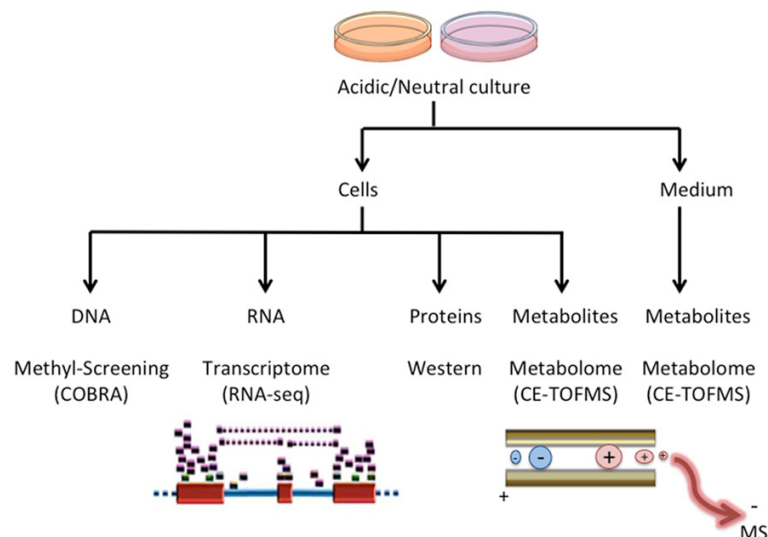 Acidic/Neutral culture
Cells
Medium
DNA
RNA
Proteins
Metabolites
Metabolites
Methyl-Screening
(COBRA)
Transcriptome
(RNA-seq)
Western
Metabolome
(CE-TOFMS)
Metabolome
(CE-TOFMS)
- - + + +
+
-
MS